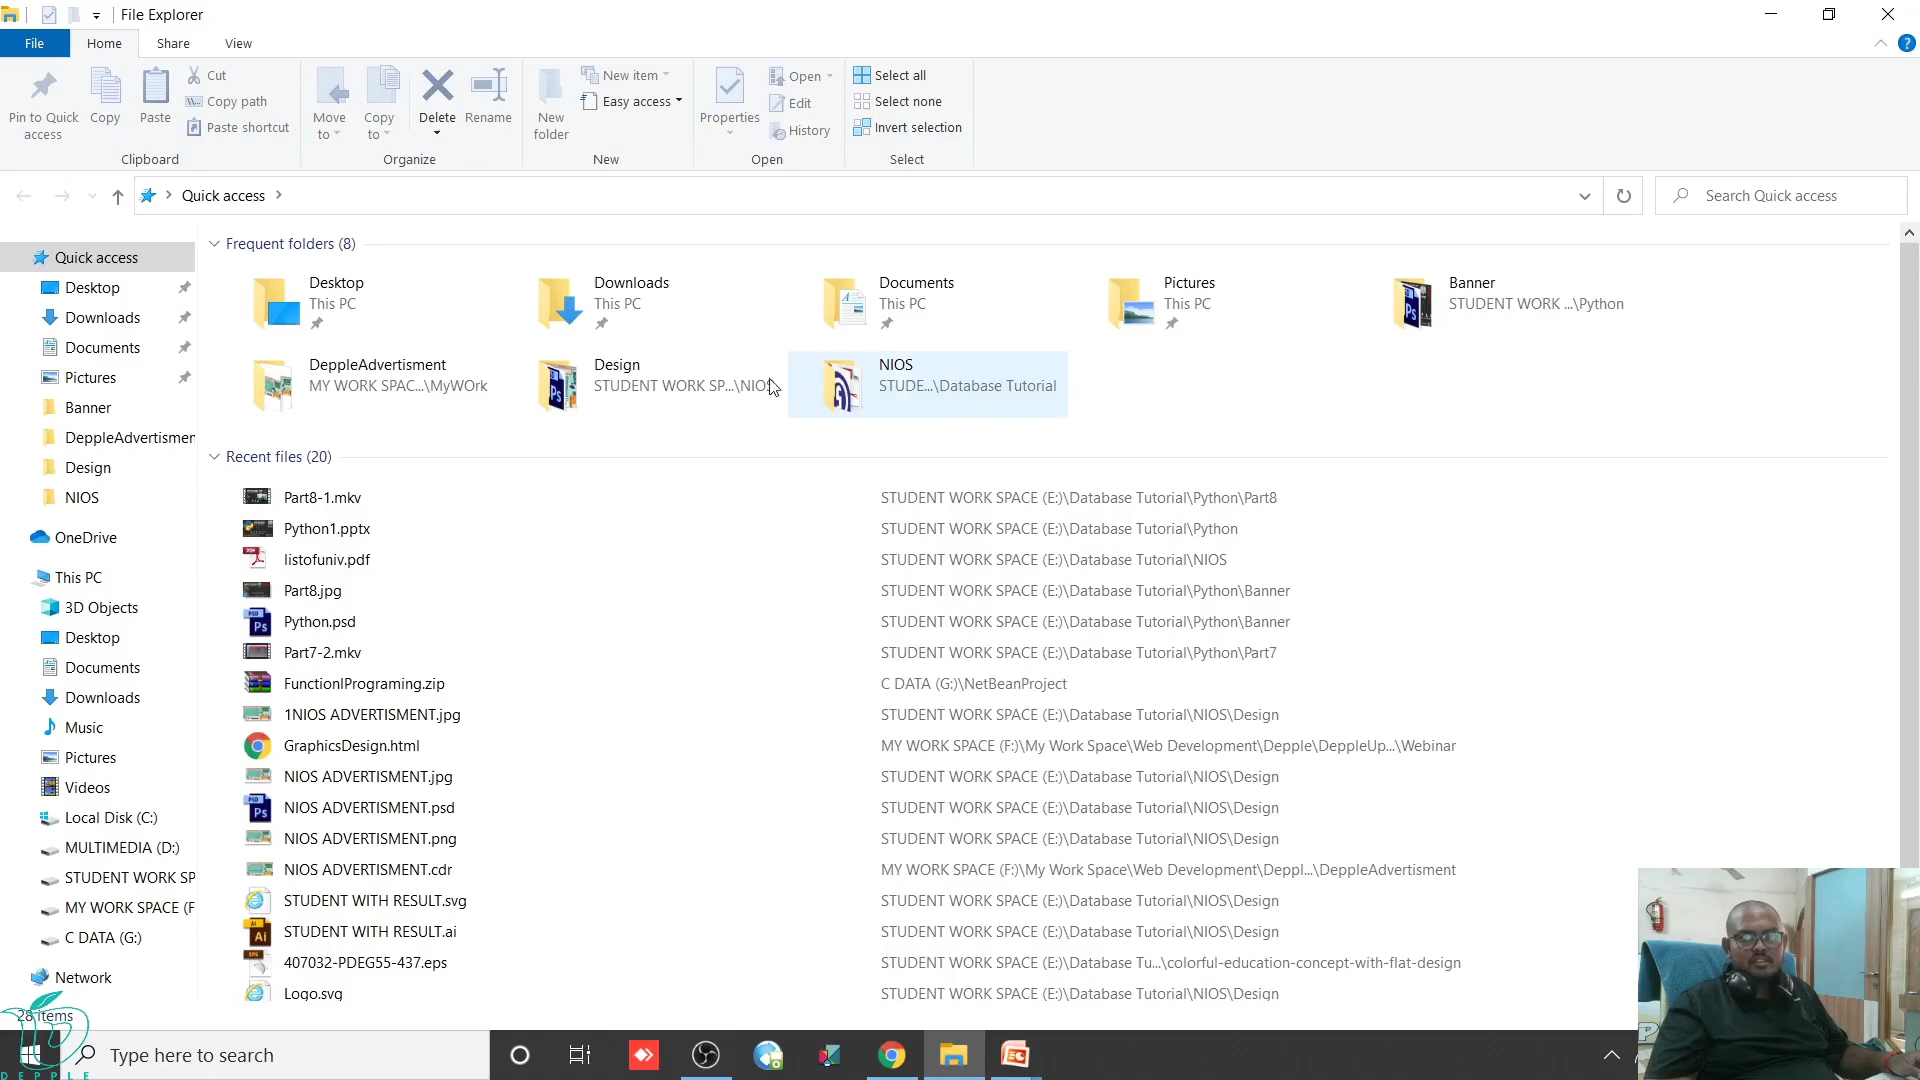 File Explorer
File
Home
Share
View
Pin to Quick access
Copy
Paste
Cut
Copy path
Paste shortcut
Clipboard
Move to
Copy to
Delete
Rename
Organize
New folder
New item
Easy access
New
Properties
Open
Edit
History
Open
Select all
Select none
Invert selection
Select
Quick access
Search Quick access
Quick access
Desktop
Downloads
Documents
Pictures
Banner
DeppleAdvertismen
Design
NIOS
OneDrive
This PC
3D Objects
Desktop
Documents
Downloads
Music
Pictures
Videos
Local Disk (C:)
MULTIMEDIA (D:)
STUDENT WORK SP
MY WORK SPACE (F
C DATA (G:)
Network
Frequent folders (8)
Desktop
This PC
Downloads
This PC
Documents
This PC
Pictures
This PC
Banner
STUDENT WORK ...\Python
DeppleAdvertisment
MY WORK SPAC...\MyWOrk
Design
STUDENT WORK SP...\NIOS
NIOS
STUDE...\Database Tutorial
Recent files (20)
Part8-1.mkv STUDENT WORK SPACE (E:)\Database Tutorial\Python\Part8
Python1.pptx STUDENT WORK SPACE (E:)\Database Tutorial\Python
listofuniv.pdf STUDENT WORK SPACE (E:)\Database Tutorial\NIOS
Part8.jpg STUDENT WORK SPACE (E:)\Database Tutorial\Python\Banner
Python.psd STUDENT WORK SPACE (E:)\Database Tutorial\Python\Banner
Part7-2.mkv STUDENT WORK SPACE (E:)\Database Tutorial\Python\Part7
FunctionlPrograming.zip C DATA (G:)\NetBeanProject
1NIOS ADVERTISMENT.jpg STUDENT WORK SPACE (E:)\Database Tutorial\NIOS\Design
GraphicsDesign.html MY WORK SPACE (F:)\My Work Space\Web Development\Depple\DeppleUp...\Webinar
NIOS ADVERTISMENT.jpg STUDENT WORK SPACE (E:)\Database Tutorial\NIOS\Design
NIOS ADVERTISMENT.psd STUDENT WORK SPACE (E:)\Database Tutorial\NIOS\Design
NIOS ADVERTISMENT.png STUDENT WORK SPACE (E:)\Database Tutorial\NIOS\Design
NIOS ADVERTISMENT.cdr MY WORK SPACE (F:)\My Work Space\Web Development\Deppl...\DeppleAdvertisment
STUDENT WITH RESULT.svg STUDENT WORK SPACE (E:)\Database Tutorial\NIOS\Design
STUDENT WITH RESULT.ai STUDENT WORK SPACE (E:)\Database Tutorial\NIOS\Design
407032-PDEG55-437.eps STUDENT WORK SPACE (E:)\Database Tu...\colorful-education-concept-with-flat-design
Logo.svg STUDENT WORK SPACE (E:)\Database Tutorial\NIOS\Design
28 items
Type here to search
DEPPLE